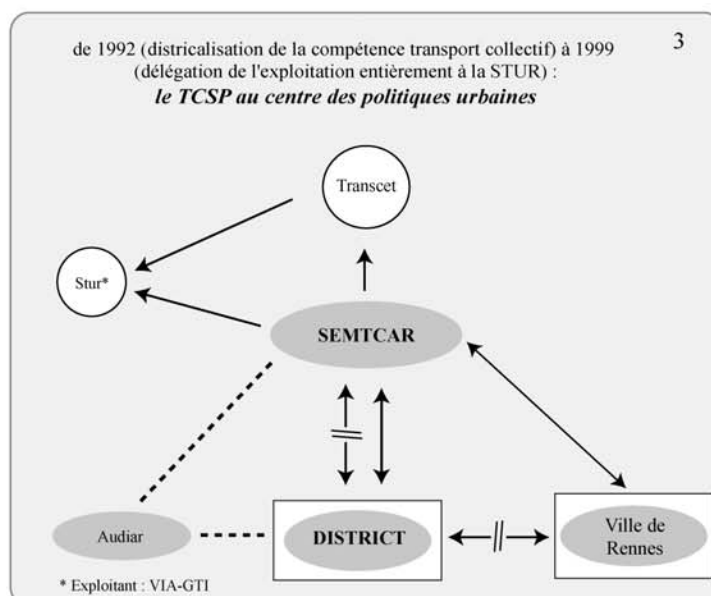 3
de 1992 (districalisation de la compétence transport collectif) à 1999
(délégation de l'exploitation entièrement à la STUR) :
le TCSP au centre des politiques urbaines
Transcet
Stur*
SEMTCAR
Audiar
DISTRICT
Ville de
Rennes
* Exploitant : VIA-GTI